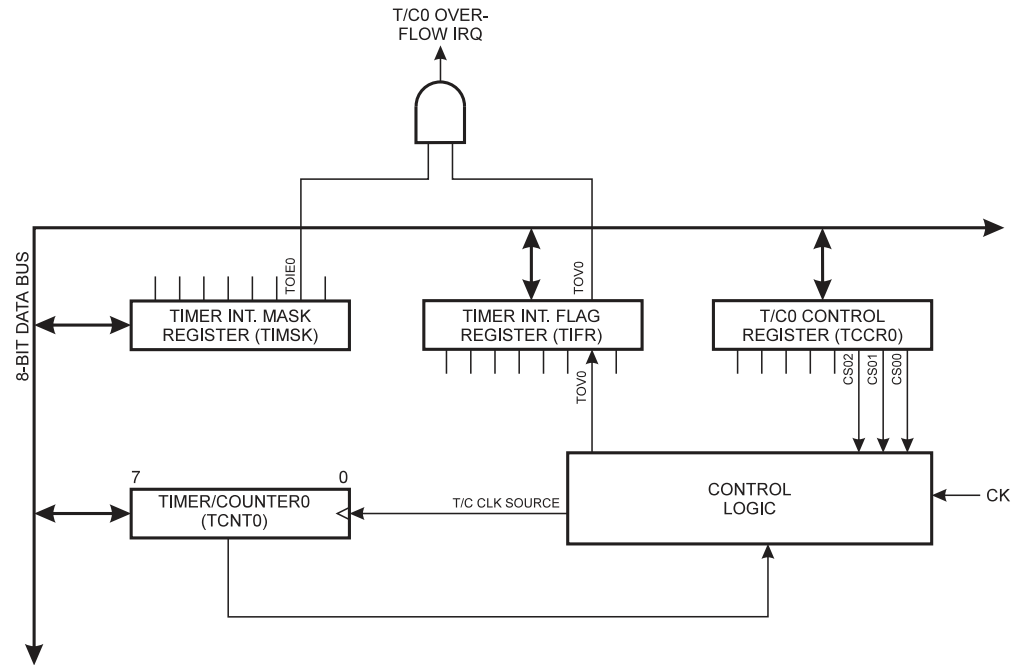 T/C0 OVER-
FLOW IRQ
8-BIT DATA BUS
TOIE0
TOV0
TIMER INT. MASK
REGISTER (TIMSK)
TIMER INT. FLAG
REGISTER (TIFR)
T/C0 CONTROL
REGISTER (TCCR0)
TOV0
CS02
CS01
CS00
7
0
TIMER/COUNTER0
(TCNT0)
T/C CLK SOURCE
CONTROL
LOGIC
CK